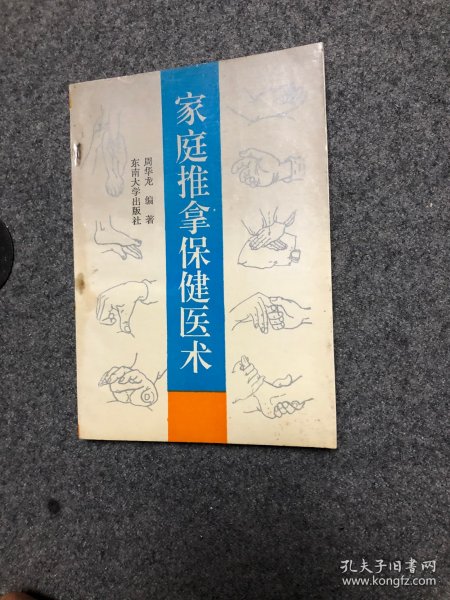 家庭推拿保健医术
周华龙 编著
东南大学出版社
孔夫子旧书网
www.kongfz.com